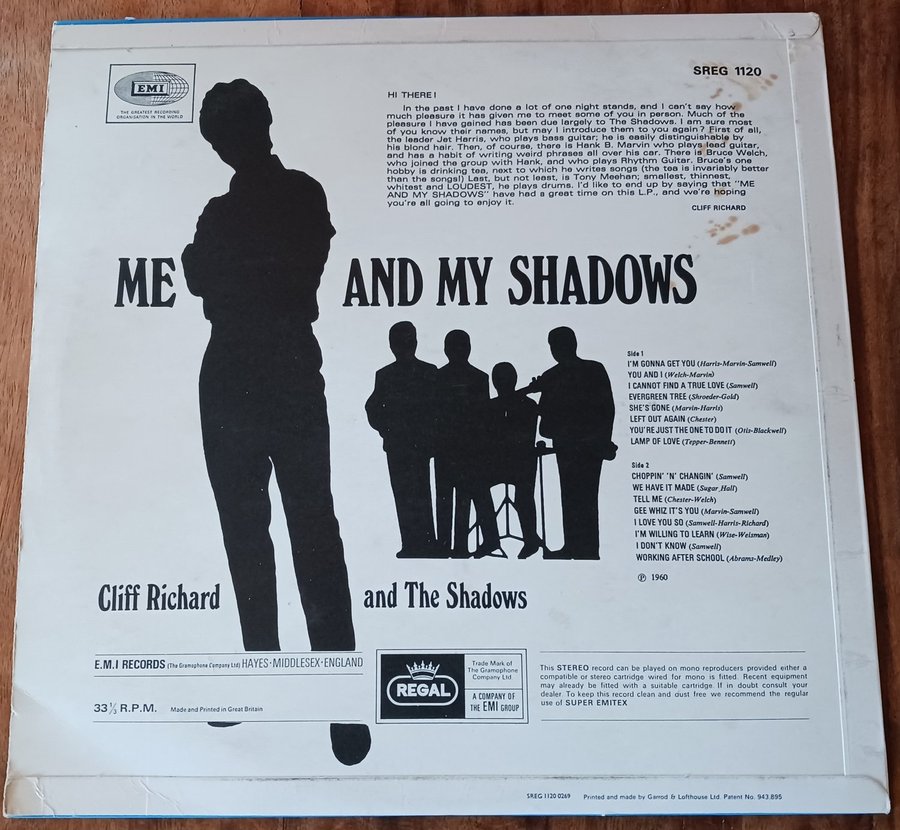 SREG 1120
EMI
THE GREATEST RECORDING
ORGANISATION IN THE WORLD
HI THERE!
In the past I have done a lot of one night stands, and I can't say how
much pleasure it has given me to meet some of you in person. Much of the
pleasure I have gained has been due largely to The Shadows. I am sure most
of you know their names, but may I introduce them to you again? First of all,
the leader Jet Harris, who plays bass guitar; he is easily distinguishable by
his blond hair. Then, of course, there is Hank B. Marvin who plays lead guitar,
and has a habit of writing weird phrases all over his car. There is Bruce Welch,
who joined the group with Hank, and who plays Rhythm Guitar. Bruce's one
hobby is drinking tea, next to which he writes songs (the tea is invariably better
than the songs!) Last, but not least, is Tony Meehan; smallest, thinnest,
whitest and LOUDEST, he plays drums. I'd like to end up by saying that "ME
AND MY SHADOWS" have had a great time on this L.P., and we're hoping
you're all going to enjoy it.
CLIFF RICHARD
ME AND MY SHADOWS
Side 1
I'M GONNA GET YOU (Harris-Marvin-Samwell)
YOU AND I (Welch-Marvin)
I CANNOT FIND A TRUE LOVE (Samwell)
EVERGREEN TREE (Shroeder-Gold)
SHE'S GONE (Marvin-Harris)
LEFT OUT AGAIN (Chester)
YOU'RE JUST THE ONE TO DO IT (Otis-Blackwell)
LAMP OF LOVE (Tepper-Bennett)
Side 2
CHOPPIN' 'N' CHANGIN' (Samwell)
WE HAVE IT MADE (Sugar Hall)
TELL ME (Chester-Welch)
GEE WHIZ IT'S YOU (Marvin-Samwell)
I LOVE YOU SO (Samwell-Harris-Richard)
I'M WILLING TO LEARN (Wise-Weisman)
I DON'T KNOW (Samwell)
WORKING AFTER SCHOOL (Abrams-Medley)
℗ 1960
Cliff Richard and The Shadows
E.M.I RECORDS (The Gramophone Company Ltd) HAYES·MIDDLESEX·ENGLAND
33⅓ R.P.M. Made and Printed in Great Britain
REGAL
Trade Mark of
The Gramophone
Company Ltd.
A COMPANY OF
THE EMI GROUP
This STEREO record can be played on mono reproducers provided either a
compatible or stereo cartridge wired for mono is fitted. Recent equipment
may already be fitted with a suitable cartridge. If in doubt consult your
dealer. To keep this record clean and dust free we recommend the regular
use of SUPER EMITEX
SREG 1120 0269 Printed and made by Garrod & Lofthouse Ltd. Patent No. 943,895